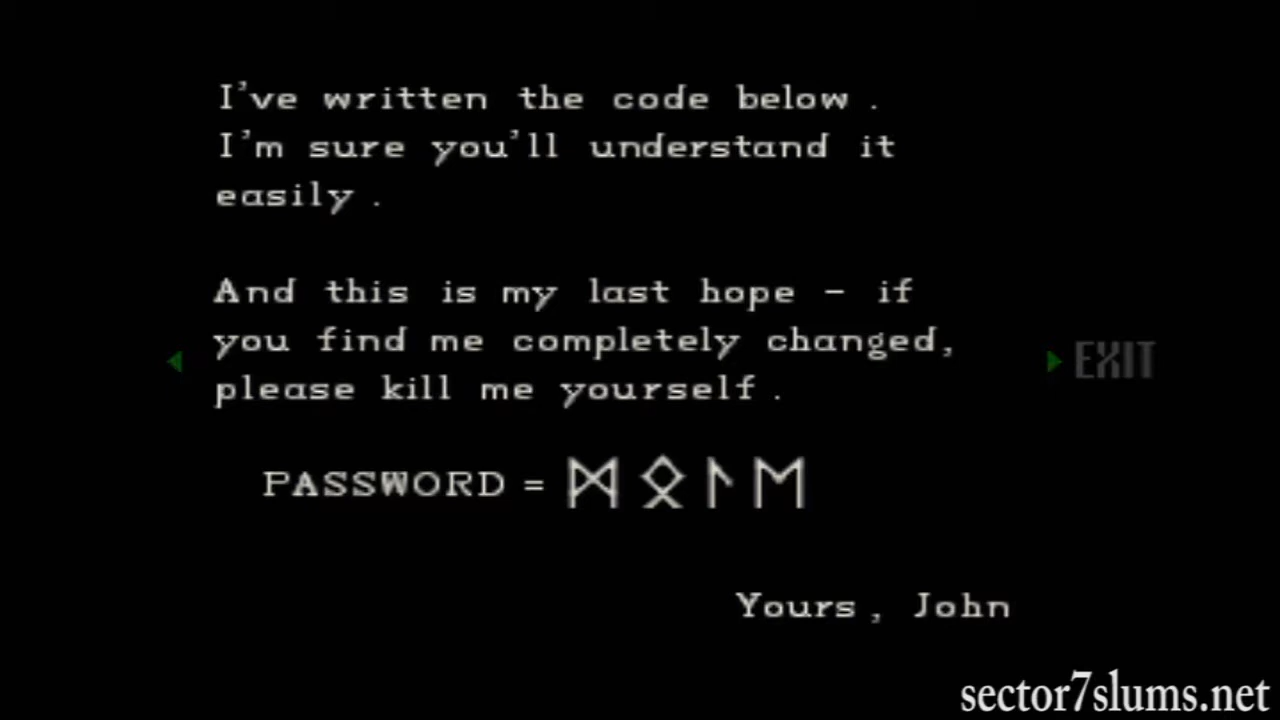 I've written the code below .
I'm sure you'll understand it
easily .
And this is my last hope - if
you find me completely changed,
please kill me yourself .
EXIT
PASSWORD = ᛞᛟᛚᛖ
Yours , John
sector7slums.net